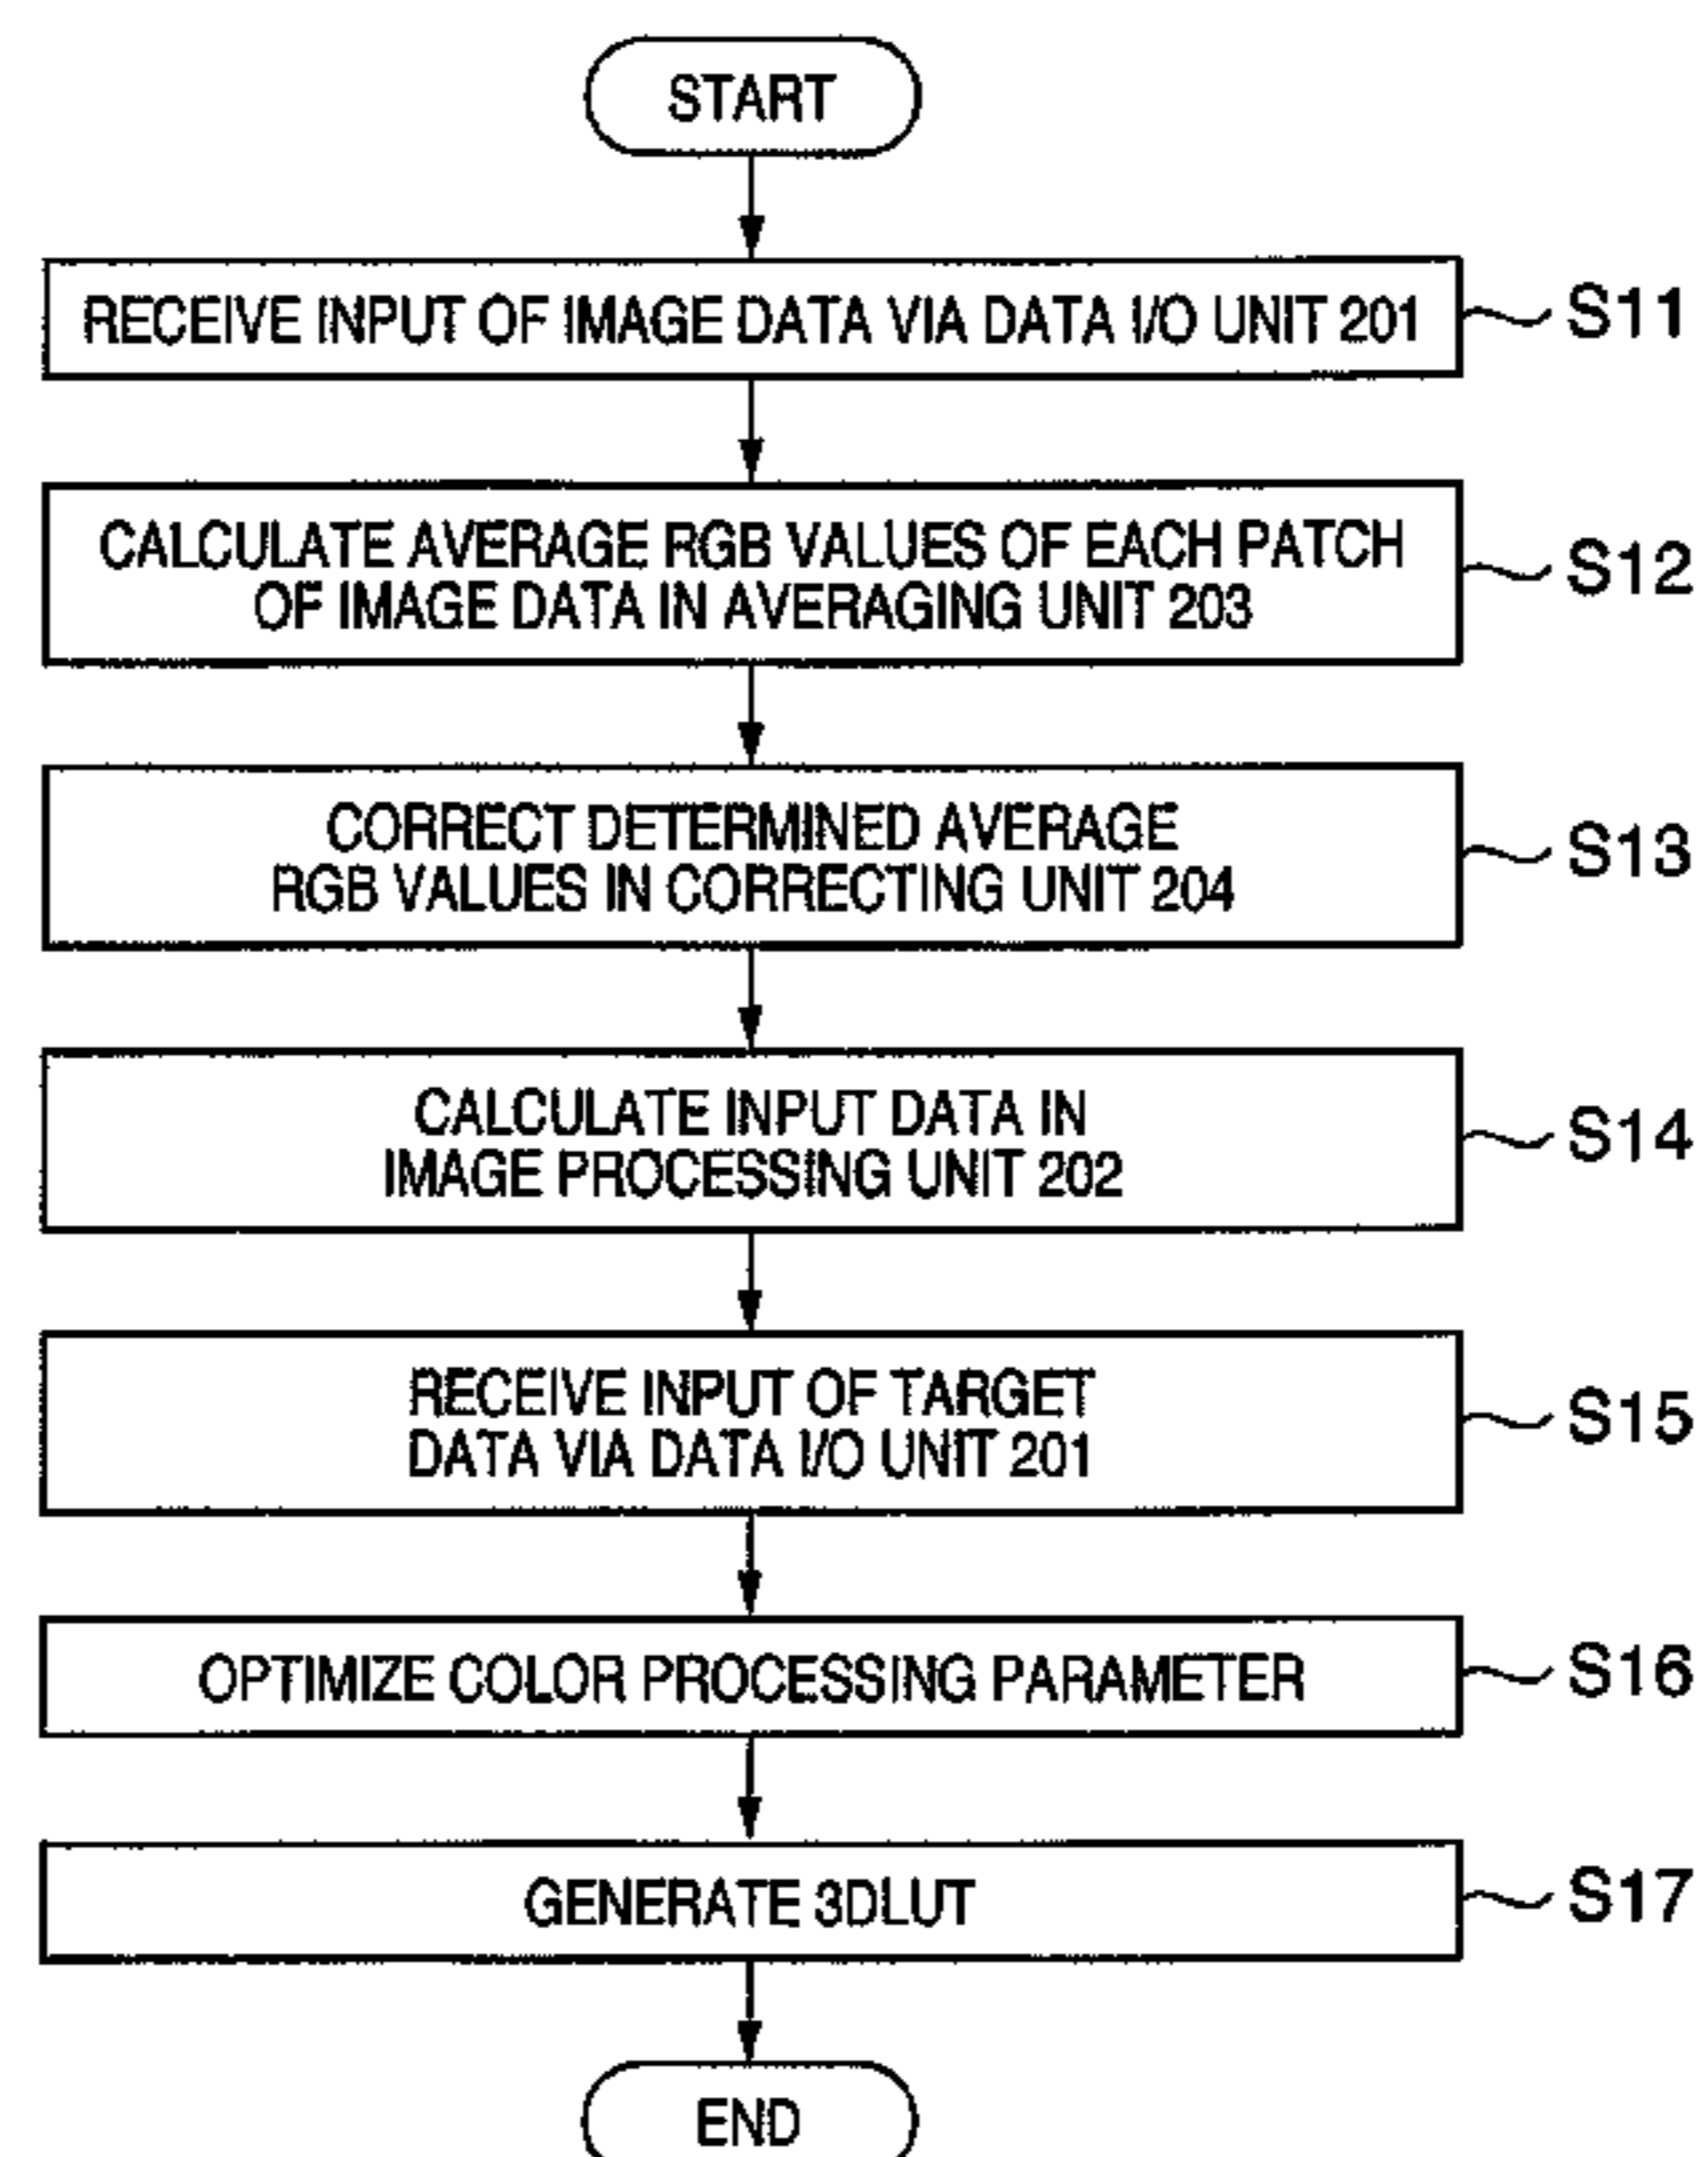 START
RECEIVE INPUT OF IMAGE DATA VIA DATA I/O UNIT 201
S11
CALCULATE AVERAGE RGB VALUES OF EACH PATCH
OF IMAGE DATA IN AVERAGING UNIT 203
S12
CORRECT DETERMINED AVERAGE
RGB VALUES IN CORRECTING UNIT 204
S13
CALCULATE INPUT DATA IN
IMAGE PROCESSING UNIT 202
S14
RECEIVE INPUT OF TARGET
DATA VIA DATA I/O UNIT 201
S15
OPTIMIZE COLOR PROCESSING PARAMETER
S16
GENERATE 3DLUT
S17
END